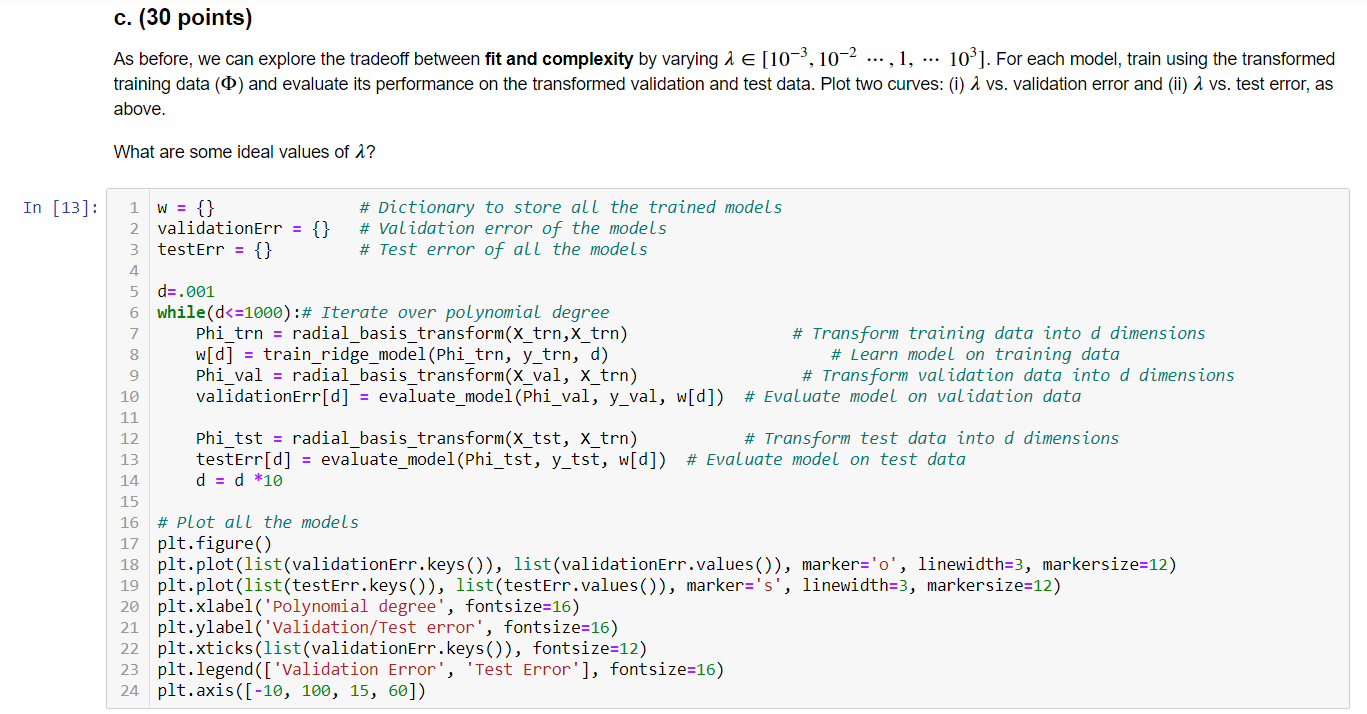 c. (30 points)
As before, we can explore the tradeoff between fit and complexity by varying λ ∈ [10⁻³, 10⁻² ⋯ , 1, ⋯ 10³]. For each model, train using the transformed
training data (Φ) and evaluate its performance on the transformed validation and test data. Plot two curves: (i) λ vs. validation error and (ii) λ vs. test error, as
above.
What are some ideal values of λ?
In [13]:
1 w = {} # Dictionary to store all the trained models
2 validationErr = {} # Validation error of the models
3 testErr = {} # Test error of all the models
4
5 d=.001
6 while(d<=1000):# Iterate over polynomial degree
7 Phi_trn = radial_basis_transform(X_trn,X_trn) # Transform training data into d dimensions
8 w[d] = train_ridge_model(Phi_trn, y_trn, d) # Learn model on training data
9 Phi_val = radial_basis_transform(X_val, X_trn) # Transform validation data into d dimensions
10 validationErr[d] = evaluate_model(Phi_val, y_val, w[d]) # Evaluate model on validation data
11
12 Phi_tst = radial_basis_transform(X_tst, X_trn) # Transform test data into d dimensions
13 testErr[d] = evaluate_model(Phi_tst, y_tst, w[d]) # Evaluate model on test data
14 d = d *10
15
16 # Plot all the models
17 plt.figure()
18 plt.plot(list(validationErr.keys()), list(validationErr.values()), marker='o', linewidth=3, markersize=12)
19 plt.plot(list(testErr.keys()), list(testErr.values()), marker='s', linewidth=3, markersize=12)
20 plt.xlabel('Polynomial degree', fontsize=16)
21 plt.ylabel('Validation/Test error', fontsize=16)
22 plt.xticks(list(validationErr.keys()), fontsize=12)
23 plt.legend(['Validation Error', 'Test Error'], fontsize=16)
24 plt.axis([-10, 100, 15, 60])